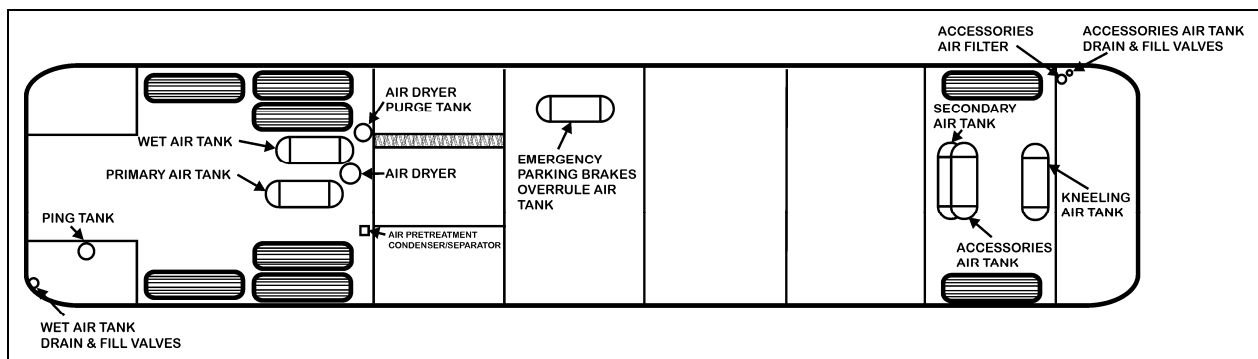 ACCESSORIES
AIR FILTER
ACCESSORIES AIR TANK
DRAIN & FILL VALVES
AIR DRYER
PURGE TANK
WET AIR TANK
PRIMARY AIR TANK
AIR DRYER
PING TANK
AIR PRETREATMENT
CONDENSER/SEPARATOR
EMERGENCY
PARKING BRAKES
OVERRULE AIR
TANK
SECONDARY
AIR TANK
KNEELING
AIR TANK
ACCESSORIES
AIR TANK
WET AIR TANK
DRAIN & FILL VALVES